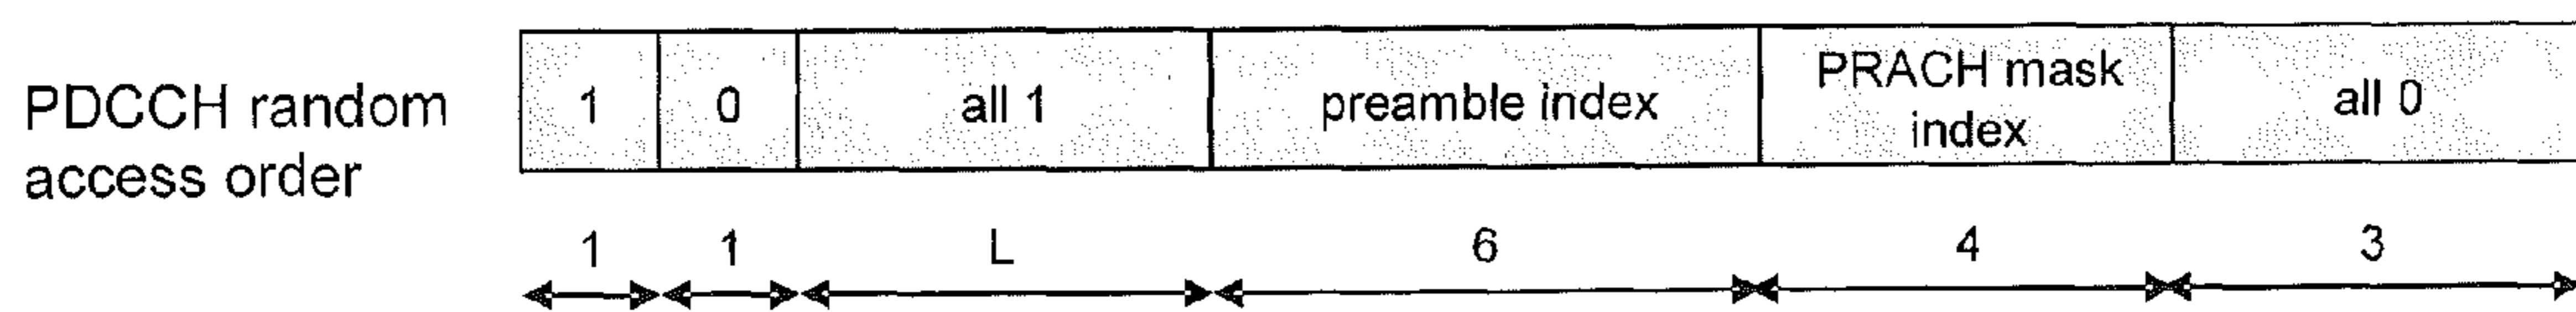 PDCCH random
access order
1
0
all 1
preamble index
PRACH mask
index
all 0
1
1
L
6
4
3